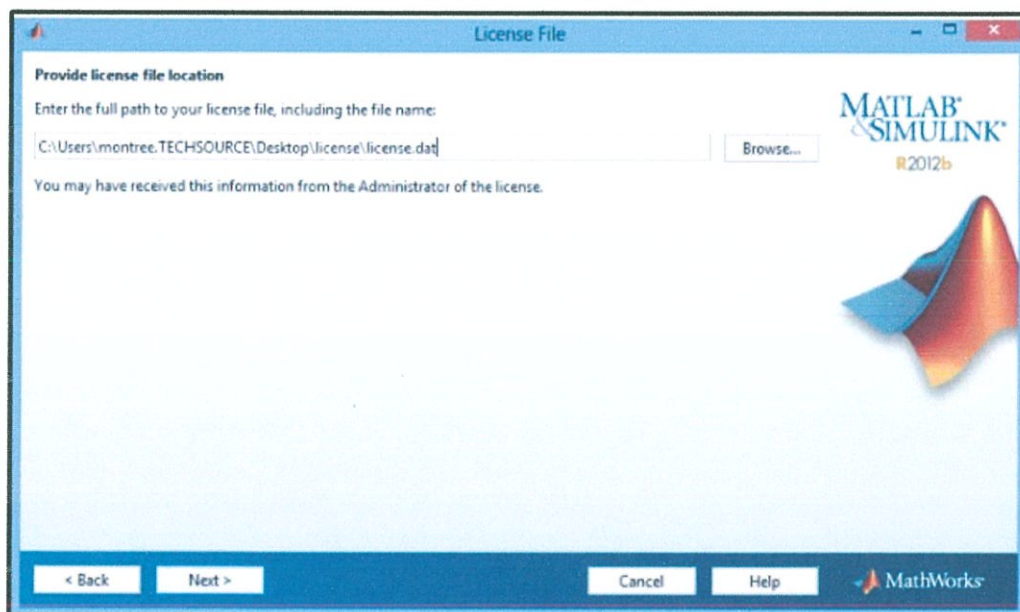 License File
Provide license file location
Enter the full path to your license file, including the file name:
C:\Users\montree.TECHSOURCE\Desktop\license\license.dat
Browse...
You may have received this information from the Administrator of the license.
MATLAB®
&SIMULINK®
R2012b
< Back
Next >
Cancel
Help
MathWorks®